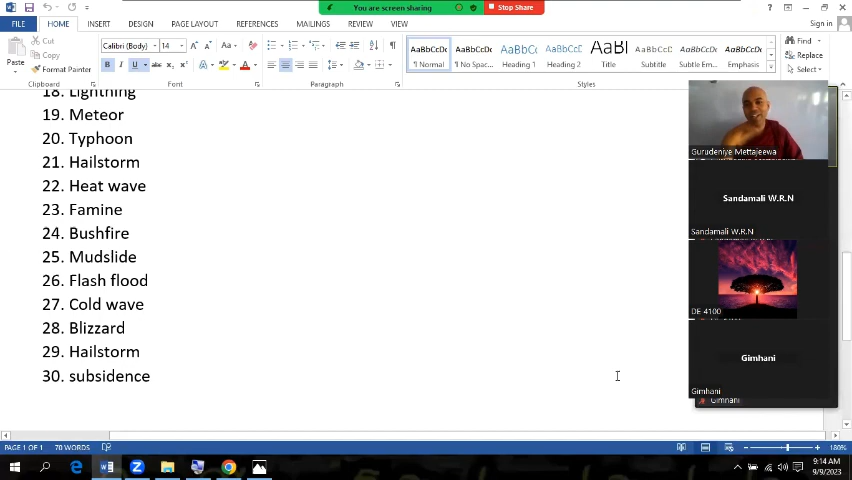 You are screen sharing
Stop Share
Sign in
FILE HOME INSERT DESIGN PAGE LAYOUT REFERENCES MAILINGS REVIEW VIEW
Cut
Copy
Format Painter
Paste
Clipboard
Calibri (Body) 14
Font
Paragraph
AaBbCcDc AaBbCcDc AaBbCc AaBbCcD AaBl AaBbCcD AaBbCcDc AaBbCcDc
¶ Normal ¶ No Spac... Heading 1 Heading 2 Title Subtitle Subtle Em... Emphasis
Styles
Find
Replace
Select
18. Lightning
19. Meteor
20. Typhoon
21. Hailstorm
22. Heat wave
23. Famine
24. Bushfire
25. Mudslide
26. Flash flood
27. Cold wave
28. Blizzard
29. Hailstorm
30. subsidence
Gurudeniye Mettajeewa
Sandamali W.R.N
Sandamali W.R.N
DE 4100
Gimhani
Gimhani
Gimhani
PAGE 1 OF 1 70 WORDS
180%
9:14 AM
9/9/2023